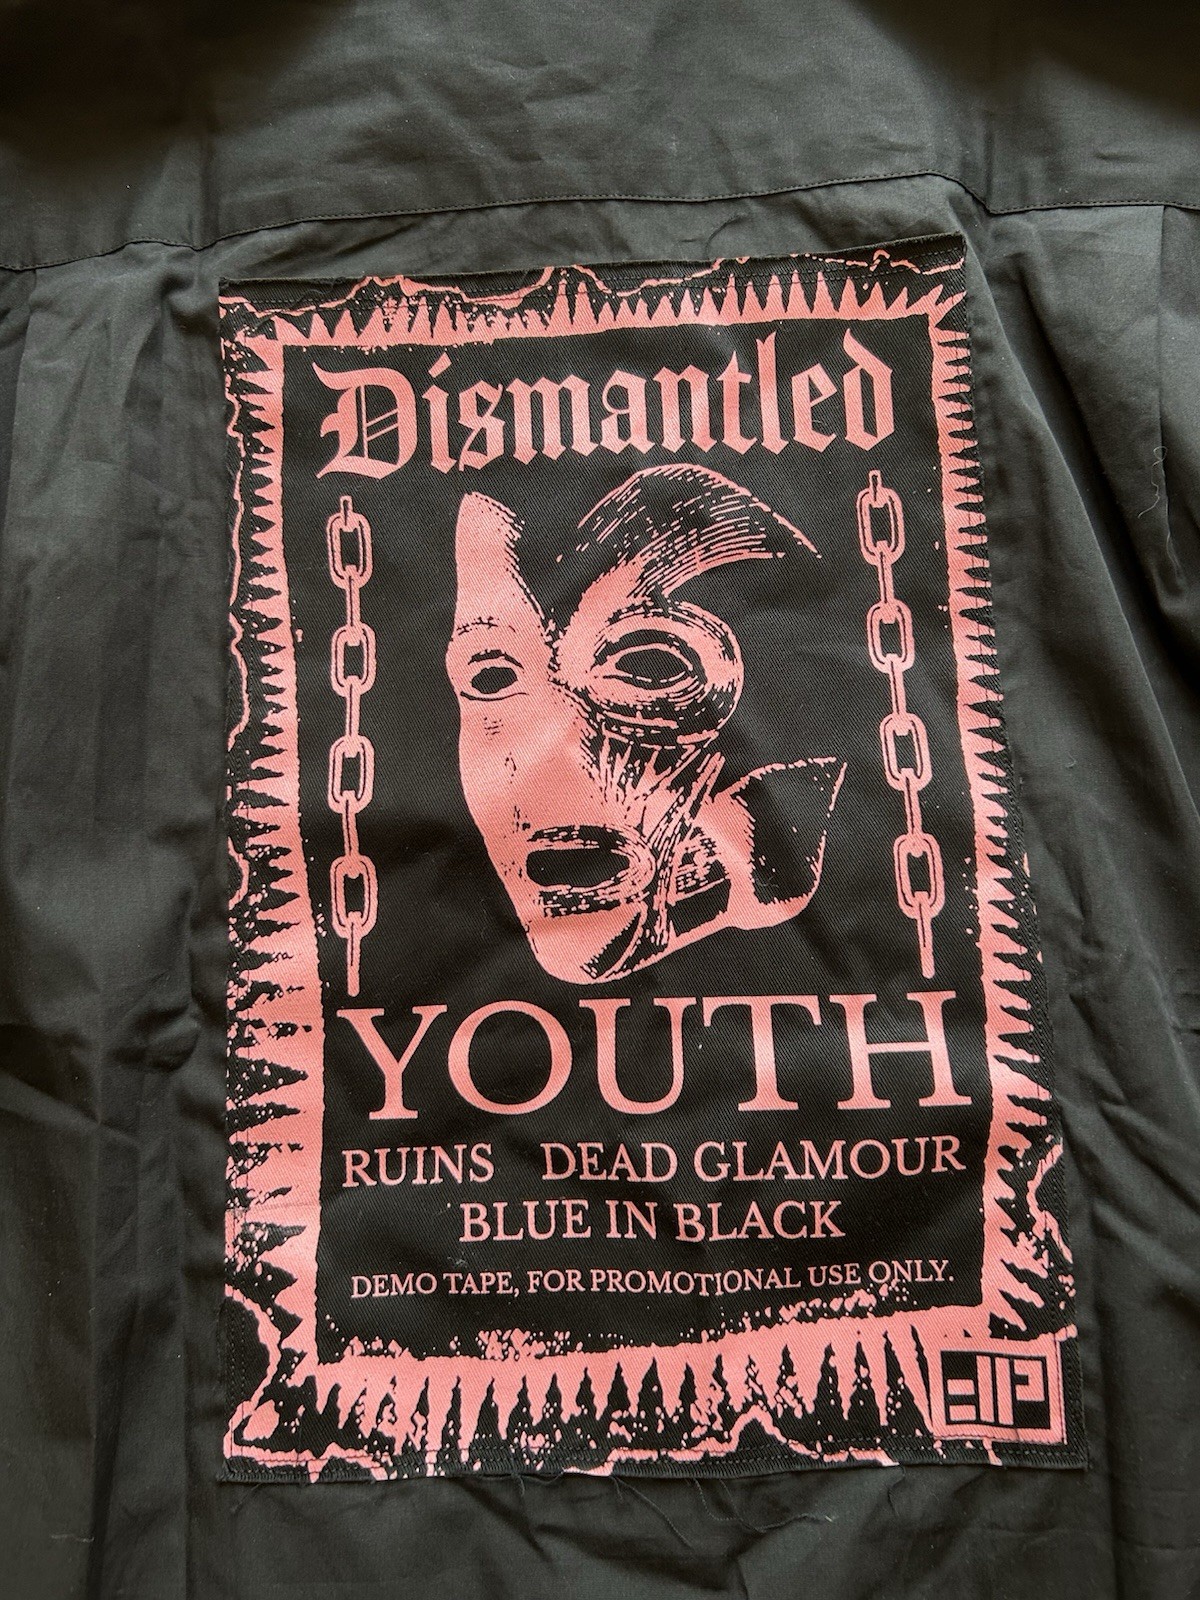 Dismantled
YOUTH
RUINS DEAD GLAMOUR
BLUE IN BLACK
DEMO TAPE, FOR PROMOTIONAL USE ONLY.